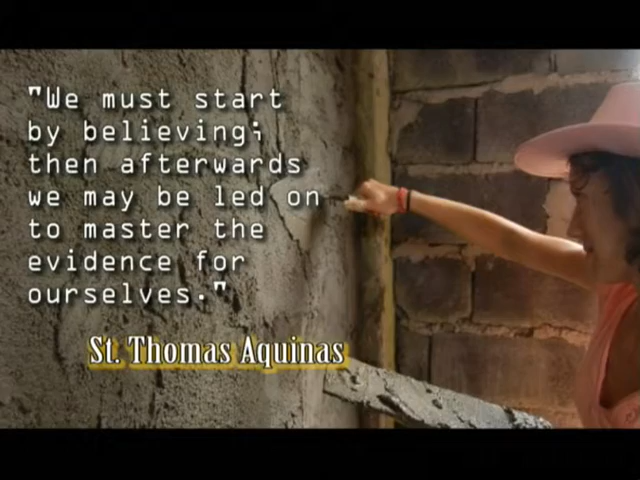 "We must start
by believing;
then afterwards
we may be led on
to master the
evidence for
ourselves."
St. Thomas Aquinas